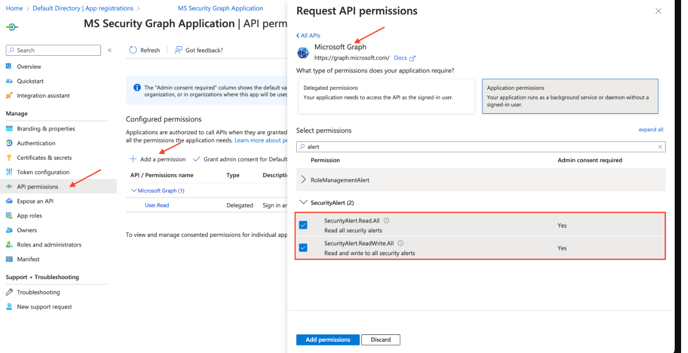 Home > Default Directory | App registrations >
MS Security Graph Application
MS Security Graph Application | API perm
Search
Overview
Quickstart
Integration assistant
Manage
Branding & properties
Authentication
Certificates & secrets
Token configuration
API permissions
Expose an API
App roles
Owners
Roles and administrators
Manifest
Support + Troubleshooting
Troubleshooting
New support request
Refresh
Got feedback?
The "Admin consent required" column shows the default va
organization, or in organizations where this app will be use
Configured permissions
Applications are authorized to call APIs when they are granted
all the permissions the application needs. Learn more about
Add a permission
Grant admin consent for Default
API / Permissions name
Type
Descripti
Microsoft Graph (1)
User.Read
Delegated
Sign in an
To view and manage consented permissions for individual app
Request API permissions
All APIs
Microsoft Graph
https://graph.microsoft.com/ Docs
What type of permissions does your application require?
Delegated permissions
Your application needs to access the API as the signed-in user.
Application permissions
Your application runs as a background service or daemon without a
signed-in user.
Select permissions
expand all
alert
Permission
Admin consent required
RoleManagementAlert
SecurityAlert (2)
SecurityAlert.Read.All
Read all security alerts
Yes
SecurityAlert.ReadWrite.All
Read and write to all security alerts
Yes
Add permissions
Discard